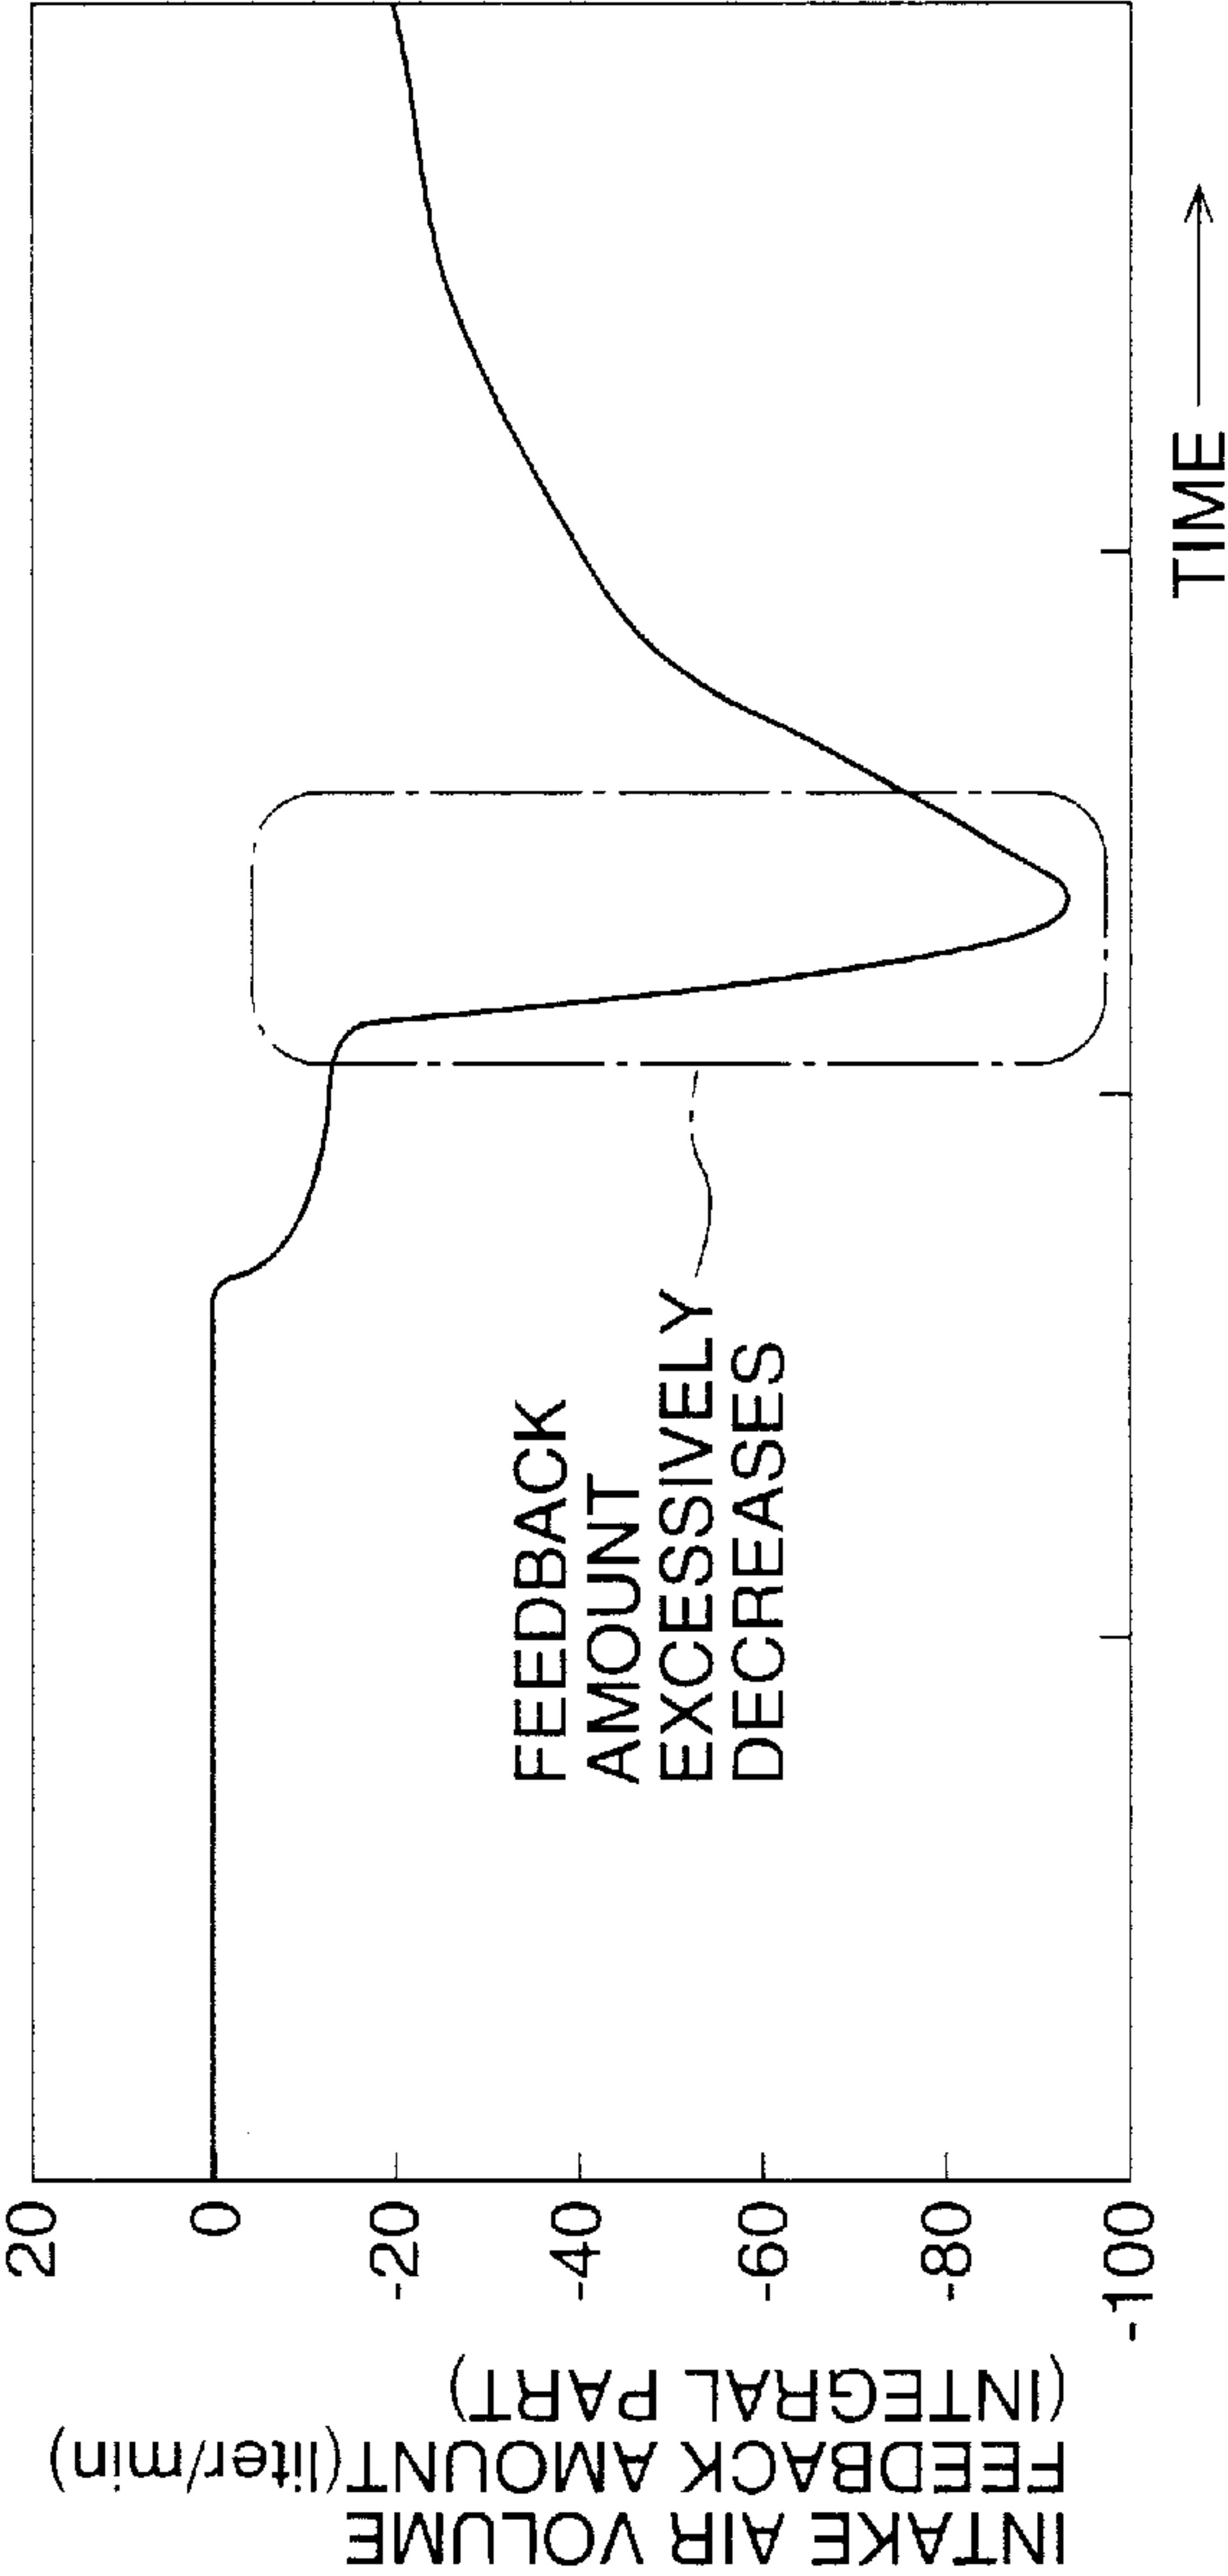 INTAKE AIR VOLUME
FEEDBACK AMOUNT(liter/min)
(INTEGRAL PART)
20
0
-20
-40
-60
-80
-100
FEEDBACK
AMOUNT
EXCESSIVELY
DECREASES
TIME